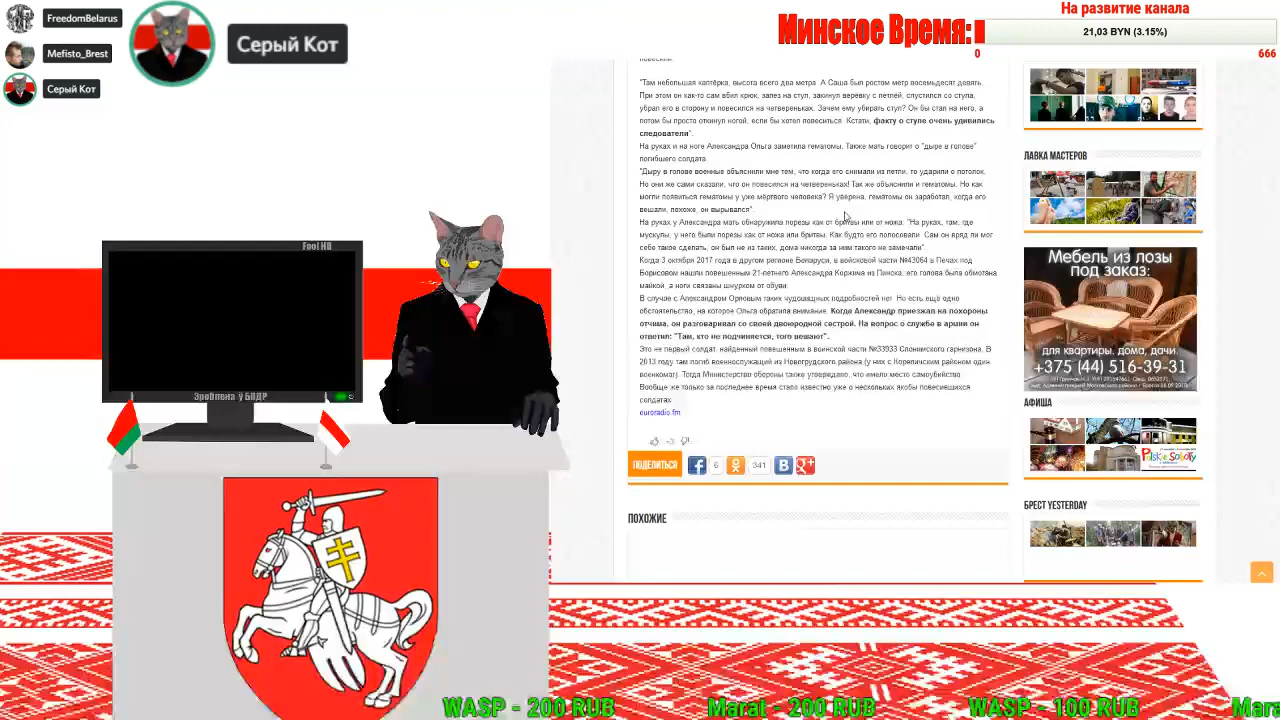 FreedomBelarus
Mefisto_Brest
Серый Кот
Серый Кот
Минское Время:
На развитие канала
21,03 BYN (3.15%)
0
666
"Там небольшая каптёрка, высота всего два метра. А Саша был ростом метр восемьдесят девять.
При этом он как-то сам вбил крюк, залез на стул, закинул верёвку с петлёй, спустился со стула,
убрал его в сторону и повесился на четвереньках. Зачем ему убирать стул? Он бы стал на него, а
потом бы просто откинул ногой, если бы хотел повеситься. Кстати, факту о стуле очень удивились
следователи".
На руках и на ноге Александра Ольга заметила гематомы. Также мать говорит о "дыре в голове"
погибшего солдата.
"Дыру в голове военные объяснили мне тем, что когда его снимали из петли, то ударили о потолок.
Но они же сами сказали, что он повесился на четвереньках! Так же объяснили и гематомы. Но как
могли появиться гематомы у уже мёртвого человека? Я уверена, гематомы он заработал, когда его
вешали, похоже, он вырывался".
На руках у Александра мать обнаружила порезы как от бритвы или от ножа. "На руках, там, где
мускулы, у него были порезы как от ножа или бритвы. Как будто его полосовали. Сам он вряд ли мог
себе такое сделать, он был не из таких, дома никогда за ним такого не замечали".
Когда 3 октября 2017 года в другом регионе Беларуси, в войсковой части №43064 в Печах под
Борисовом нашли повешенным 21-летнего Александра Коржича из Пинска, его голова была обмотана
майкой, а ноги связаны шнурком от обуви.
В случае с Александром Орловым таких чудовищных подробностей нет. Но есть ещё одно
обстоятельство, на которое Ольга обратила внимание. Когда Александр приезжал на похороны
отчима, он разговаривал со своей двоюродной сестрой. На вопрос о службе в армии он
ответил: "Там, кто не подчиняется, того вешают".
Это не первый солдат, найденный повешенным в воинской части №33933 Слонимского гарнизона. В
2013 году там погиб военнослужащий из Новогрудского района (у них с Кореличским районом один
военкомат). Тогда Министерство обороны также утверждало, что имело место самоубийство.
Вообще же только за последнее время стало известно уже о нескольких якобы повесившихся
солдатах.
euroradio.fm
-3
ПОДЕЛИТЬСЯ
6
341
ПОХОЖИЕ
ЛАВКА МАСТЕРОВ
Мебель из лозы
под заказ:
для квартиры, дома, дачи.
+375 (44) 516-39-31
АФИША
Polskie Sokoły
БРЕСТ YESTERDAY
Fool HD
Зроблена ў БНДР
WASP - 200 RUB
Marat - 200 RUB
WASP - 100 RUB
Mara